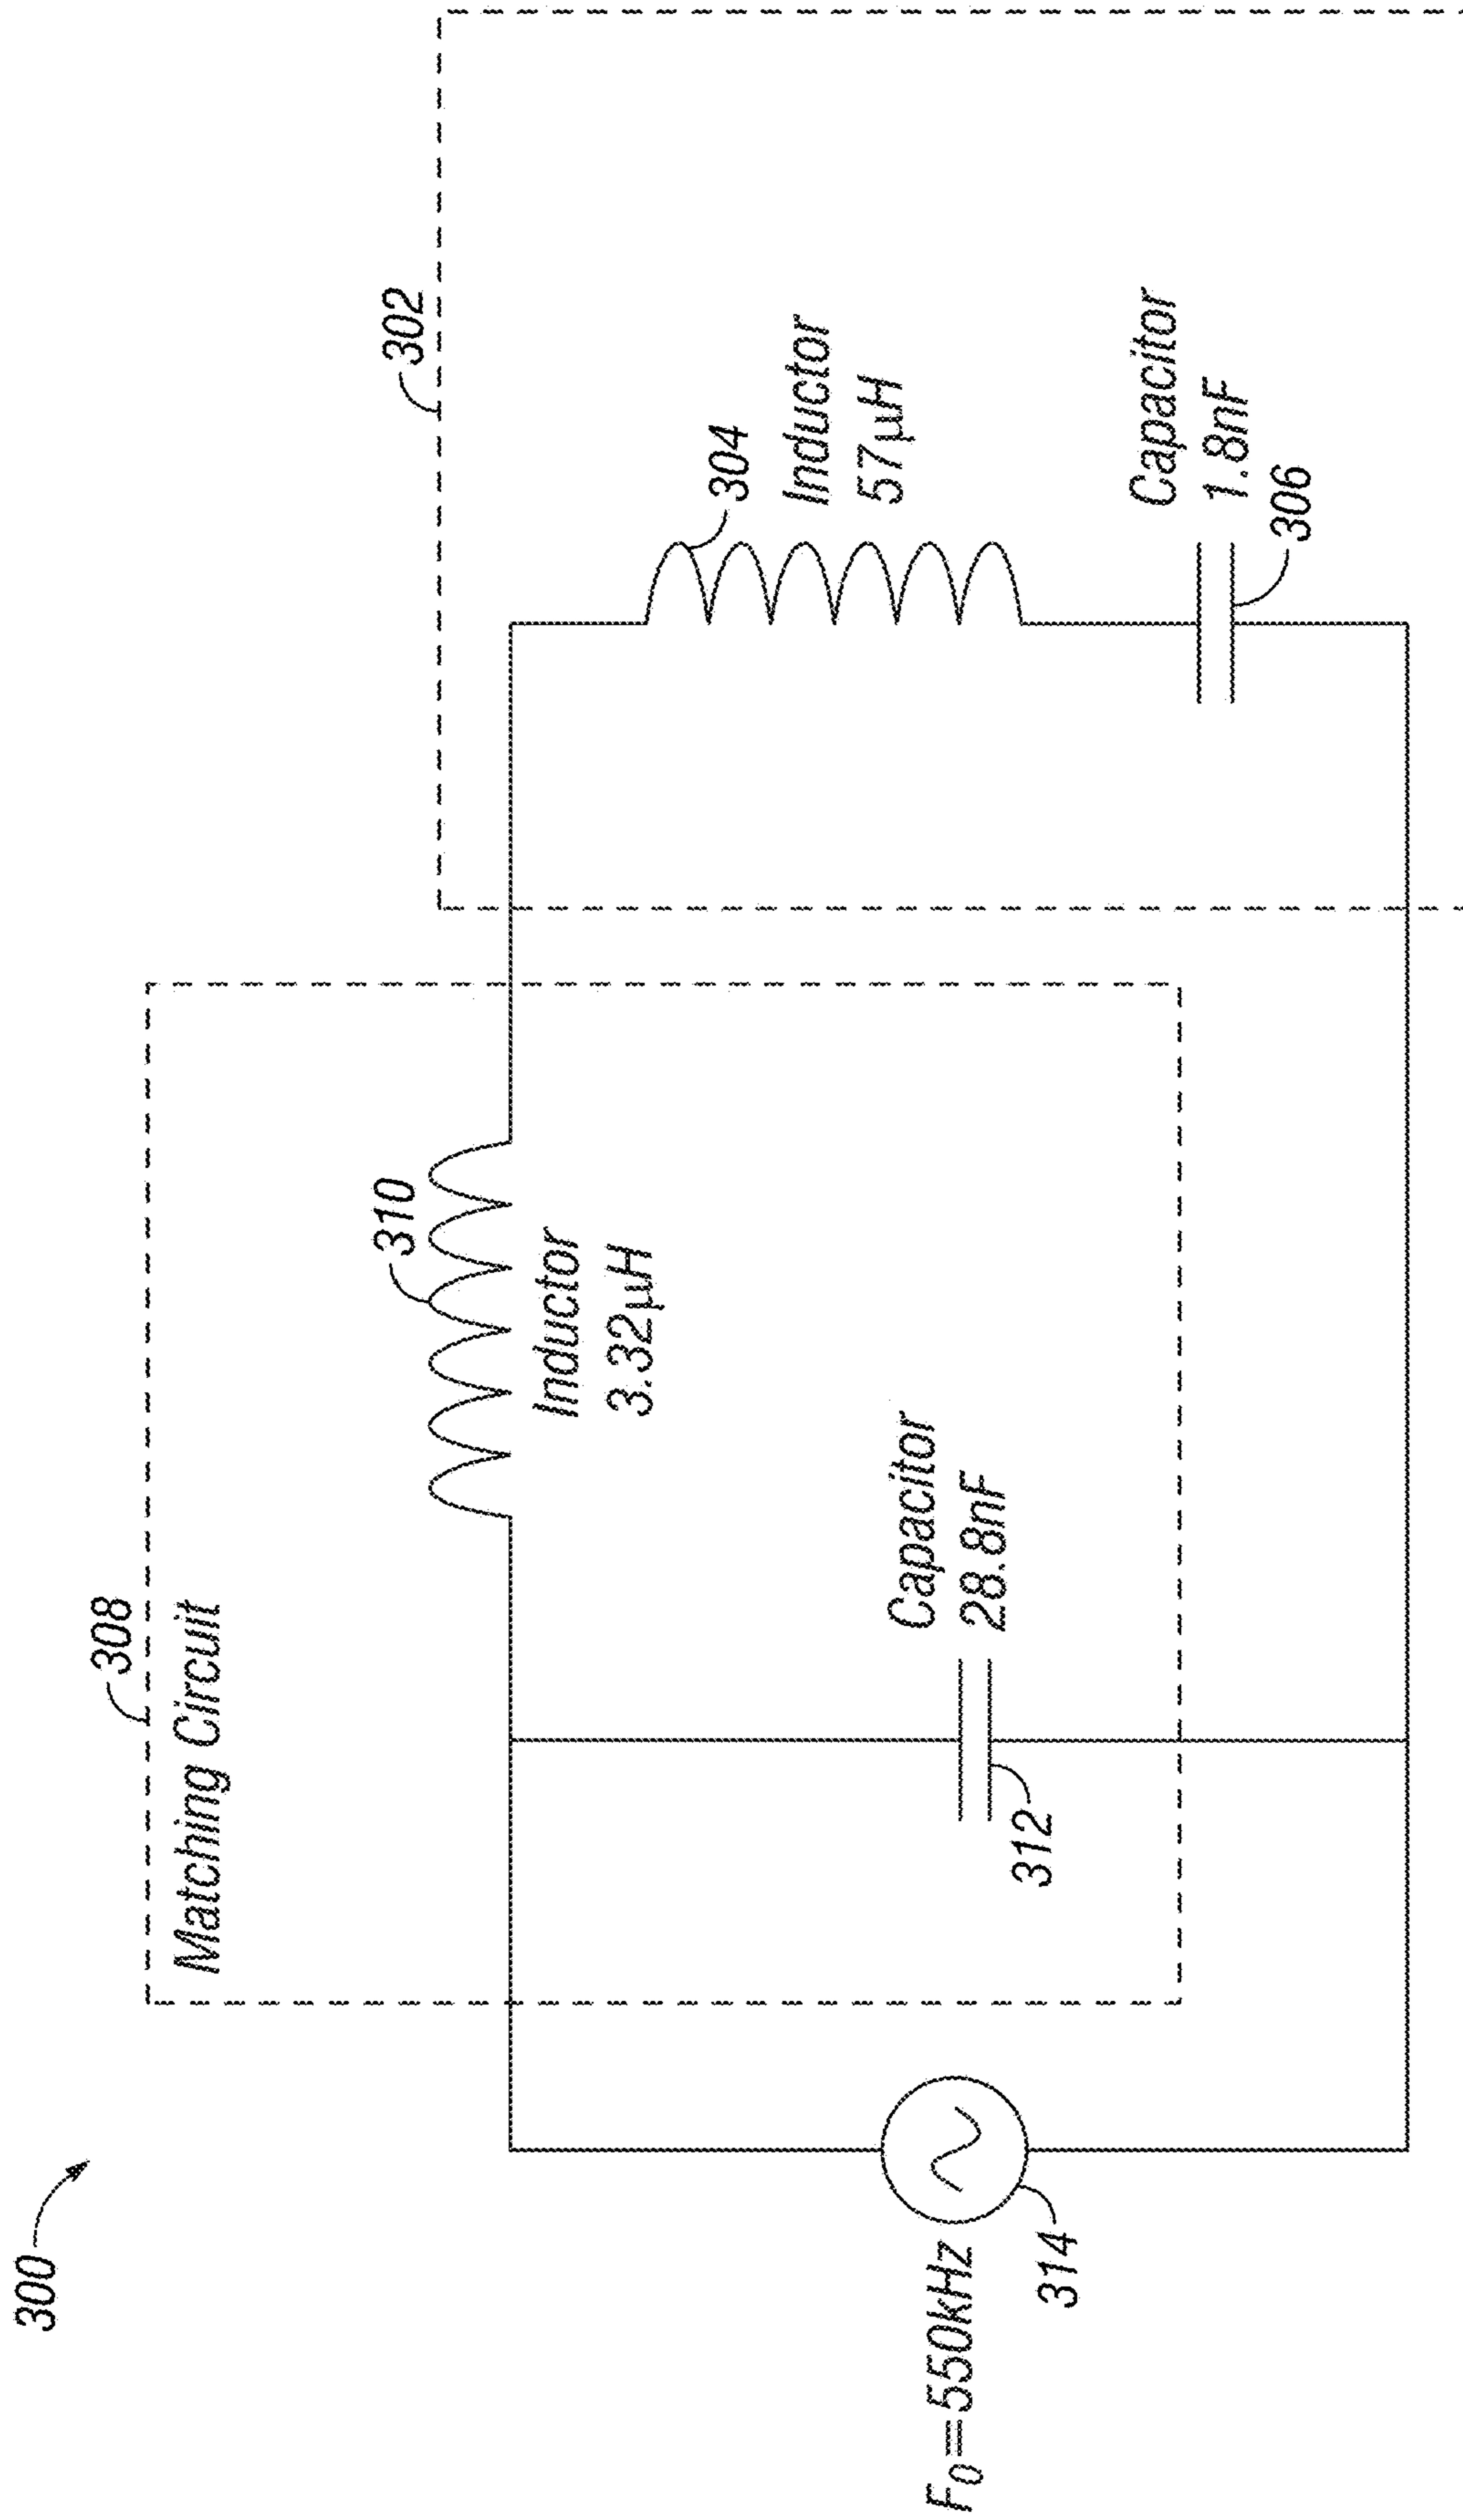 300
308
Matching Circuit
302
310
Inductor
3.32μH
304
Inductor
57μH
Capacitor
28.8nF
312
Capacitor
1.8nF
306
F0=550kHz
314